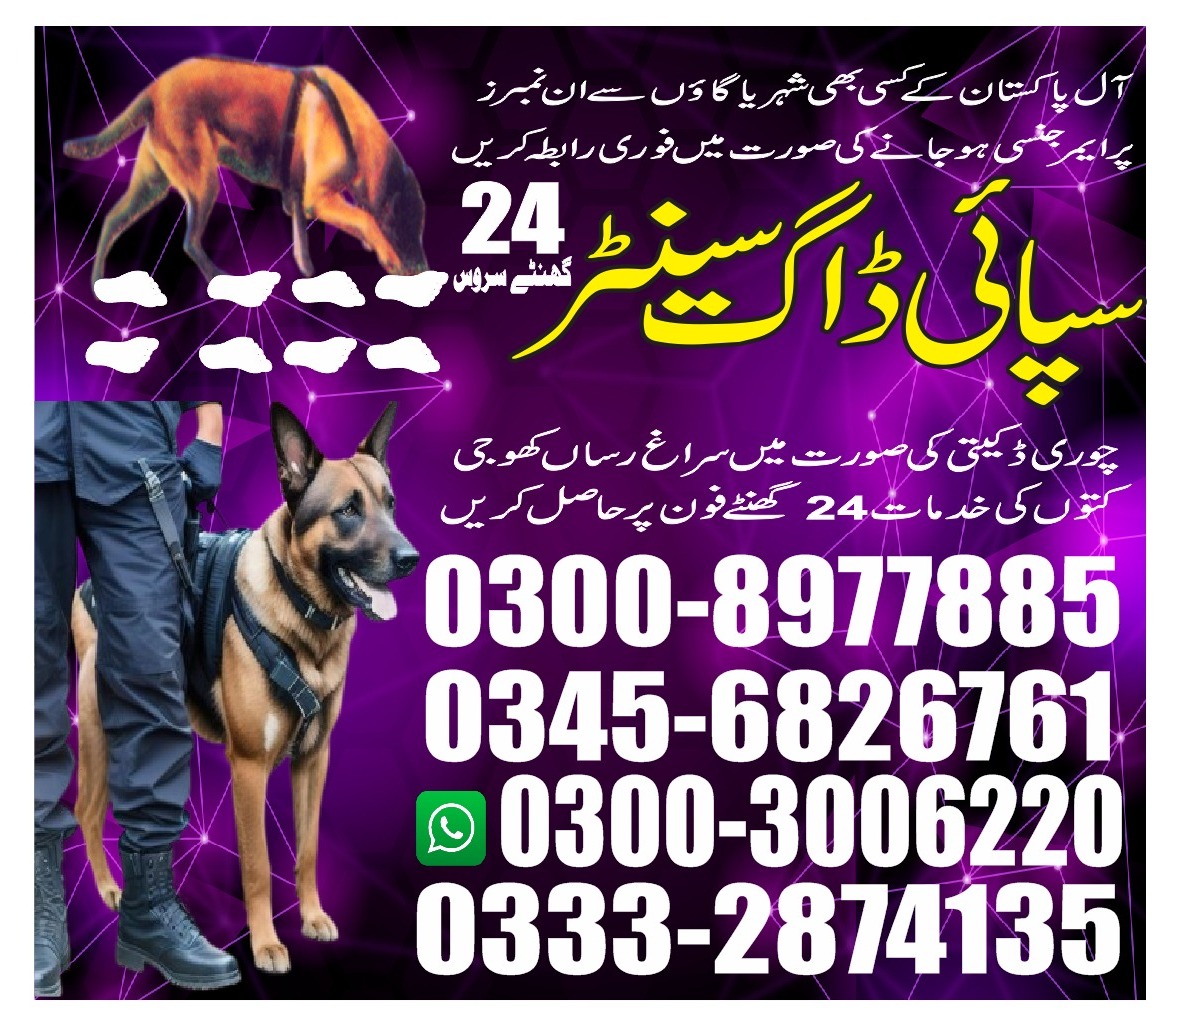 آل پاکستان کے کسی بھی شہر یا گاؤں سے ان نمبرز
پر ایمرجنسی ہو جانے کی صورت میں فوری رابطہ کریں
24
گھنٹے سروس
سپائی ڈاگ سینٹر
چوری ڈکیتی کی صورت میں سراغ رساں کھوجی
کتوں کی خدمات 24 گھنٹے فون پر حاصل کریں
0300-8977885
0345-6826761
0300-3006220
0333-2874135